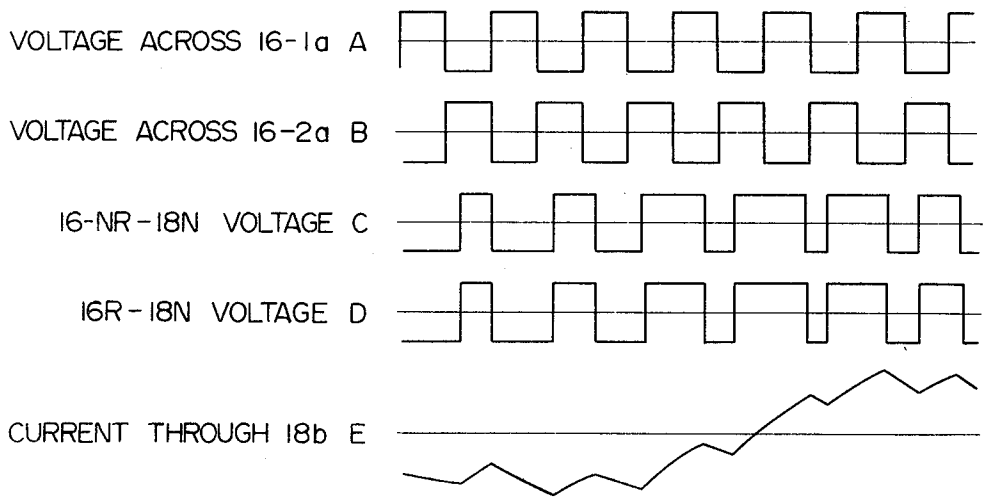 VOLTAGE ACROSS 16-1a A
VOLTAGE ACROSS 16-2a B
16-NR-18N VOLTAGE C
16R-18N VOLTAGE D
CURRENT THROUGH 18b E